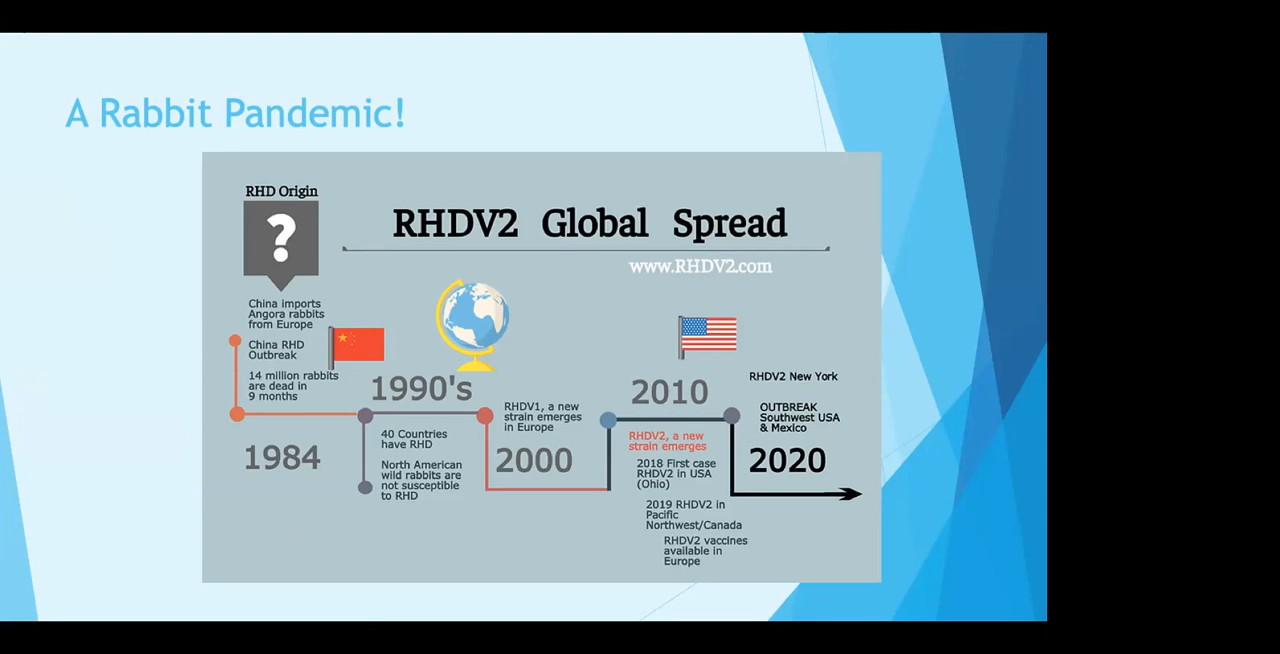 A Rabbit Pandemic!
RHD Origin
?
RHDV2 Global Spread
www.RHDV2.com
China imports
Angora rabbits
from Europe
China RHD
Outbreak
14 million rabbits
are dead in
9 months
1984
1990's
40 Countries
have RHD
North American
wild rabbits are
not susceptible
to RHD
RHDV1, a new
strain emerges
in Europe
2000
2010
RHDV2, a new
strain emerges
2018 First case
RHDV2 in USA
(Ohio)
2019 RHDV2 in
Pacific
Northwest/Canada
RHDV2 vaccines
available in
Europe
RHDV2 New York
OUTBREAK
Southwest USA
& Mexico
2020